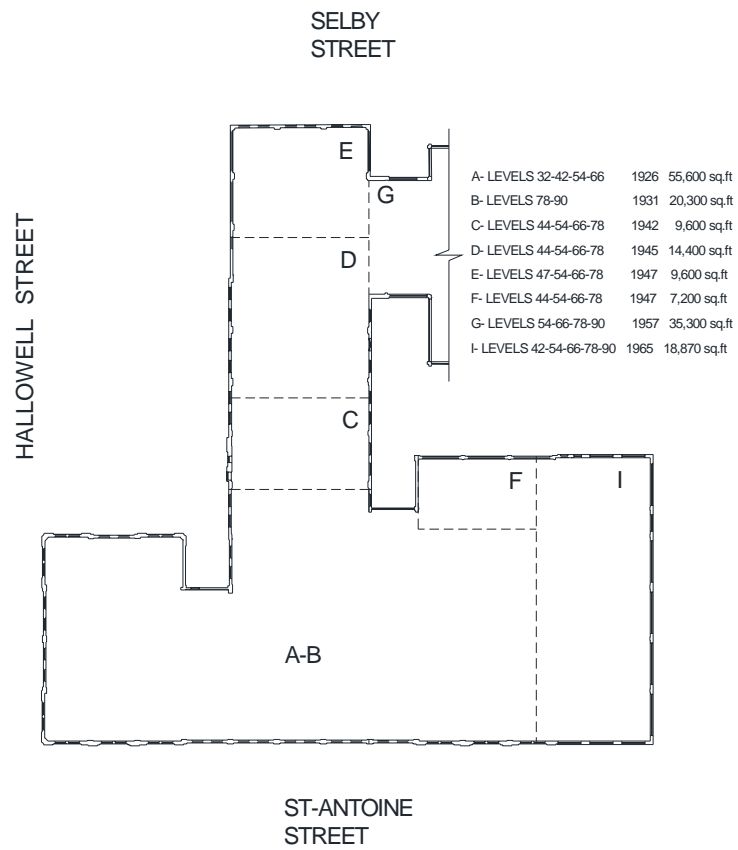 SELBY
STREET
E
G
A- LEVELS 32-42-54-66 1926 55,600 sq.ft
B- LEVELS 78-90 1931 20,300 sq.ft
C- LEVELS 44-54-66-78 1942 9,600 sq.ft
D- LEVELS 44-54-66-78 1945 14,400 sq.ft
E- LEVELS 47-54-66-78 1947 9,600 sq.ft
F- LEVELS 44-54-66-78 1947 7,200 sq.ft
G- LEVELS 54-66-78-90 1957 35,300 sq.ft
I- LEVELS 42-54-66-78-90 1965 18,870 sq.ft
HALLOWELL STREET
D
C
F
I
A-B
ST-ANTOINE
STREET